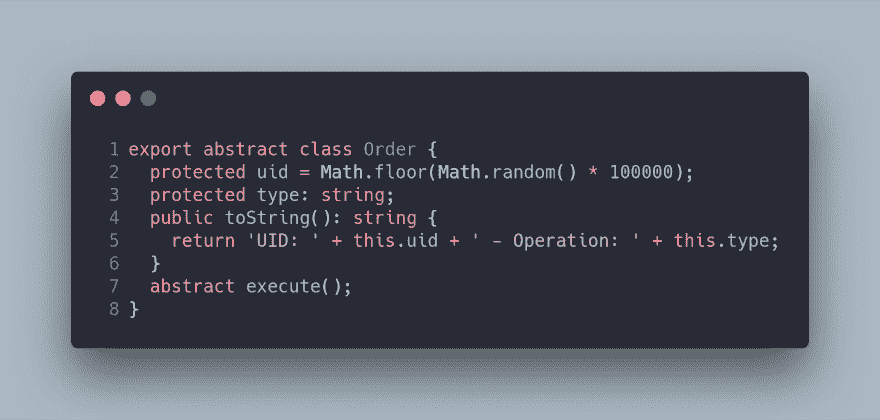 1 export abstract class Order {
2   protected uid = Math.floor(Math.random() * 100000);
3   protected type: string;
4   public toString(): string {
5     return 'UID: ' + this.uid + ' - Operation: ' + this.type;
6   }
7   abstract execute();
8 }